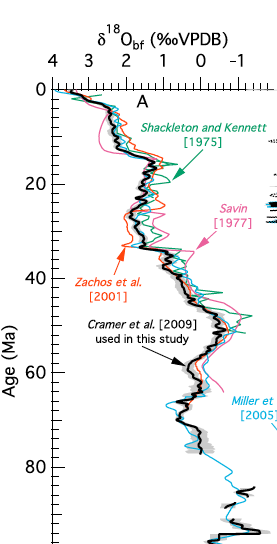 δ18Obf (‰VPDB)
4 3 2 1 0 -1
0
A
Shackleton and Kennett
[1975]
20
Savin
[1977]
40
Zachos et al.
[2001]
Cramer et al. [2009]
used in this study
60
Miller et
[2005]
80
Age (Ma)